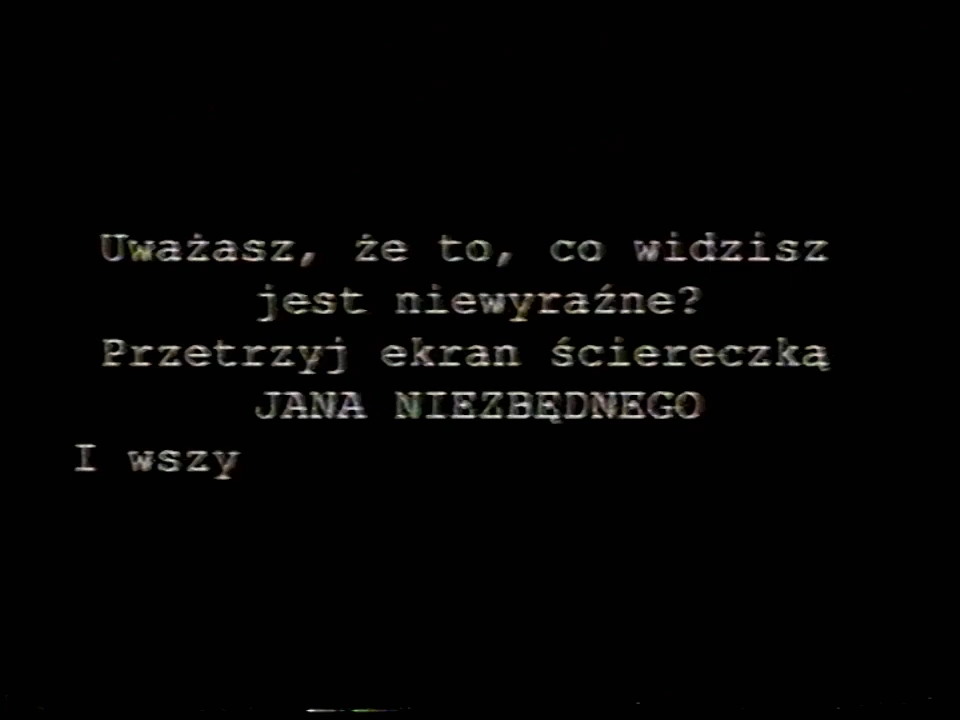 Uważasz, że to, co widzisz
jest niewyraźne?
Przetrzyj ekran ściereczką
JANA NIEZBĘDNEGO
I wszy